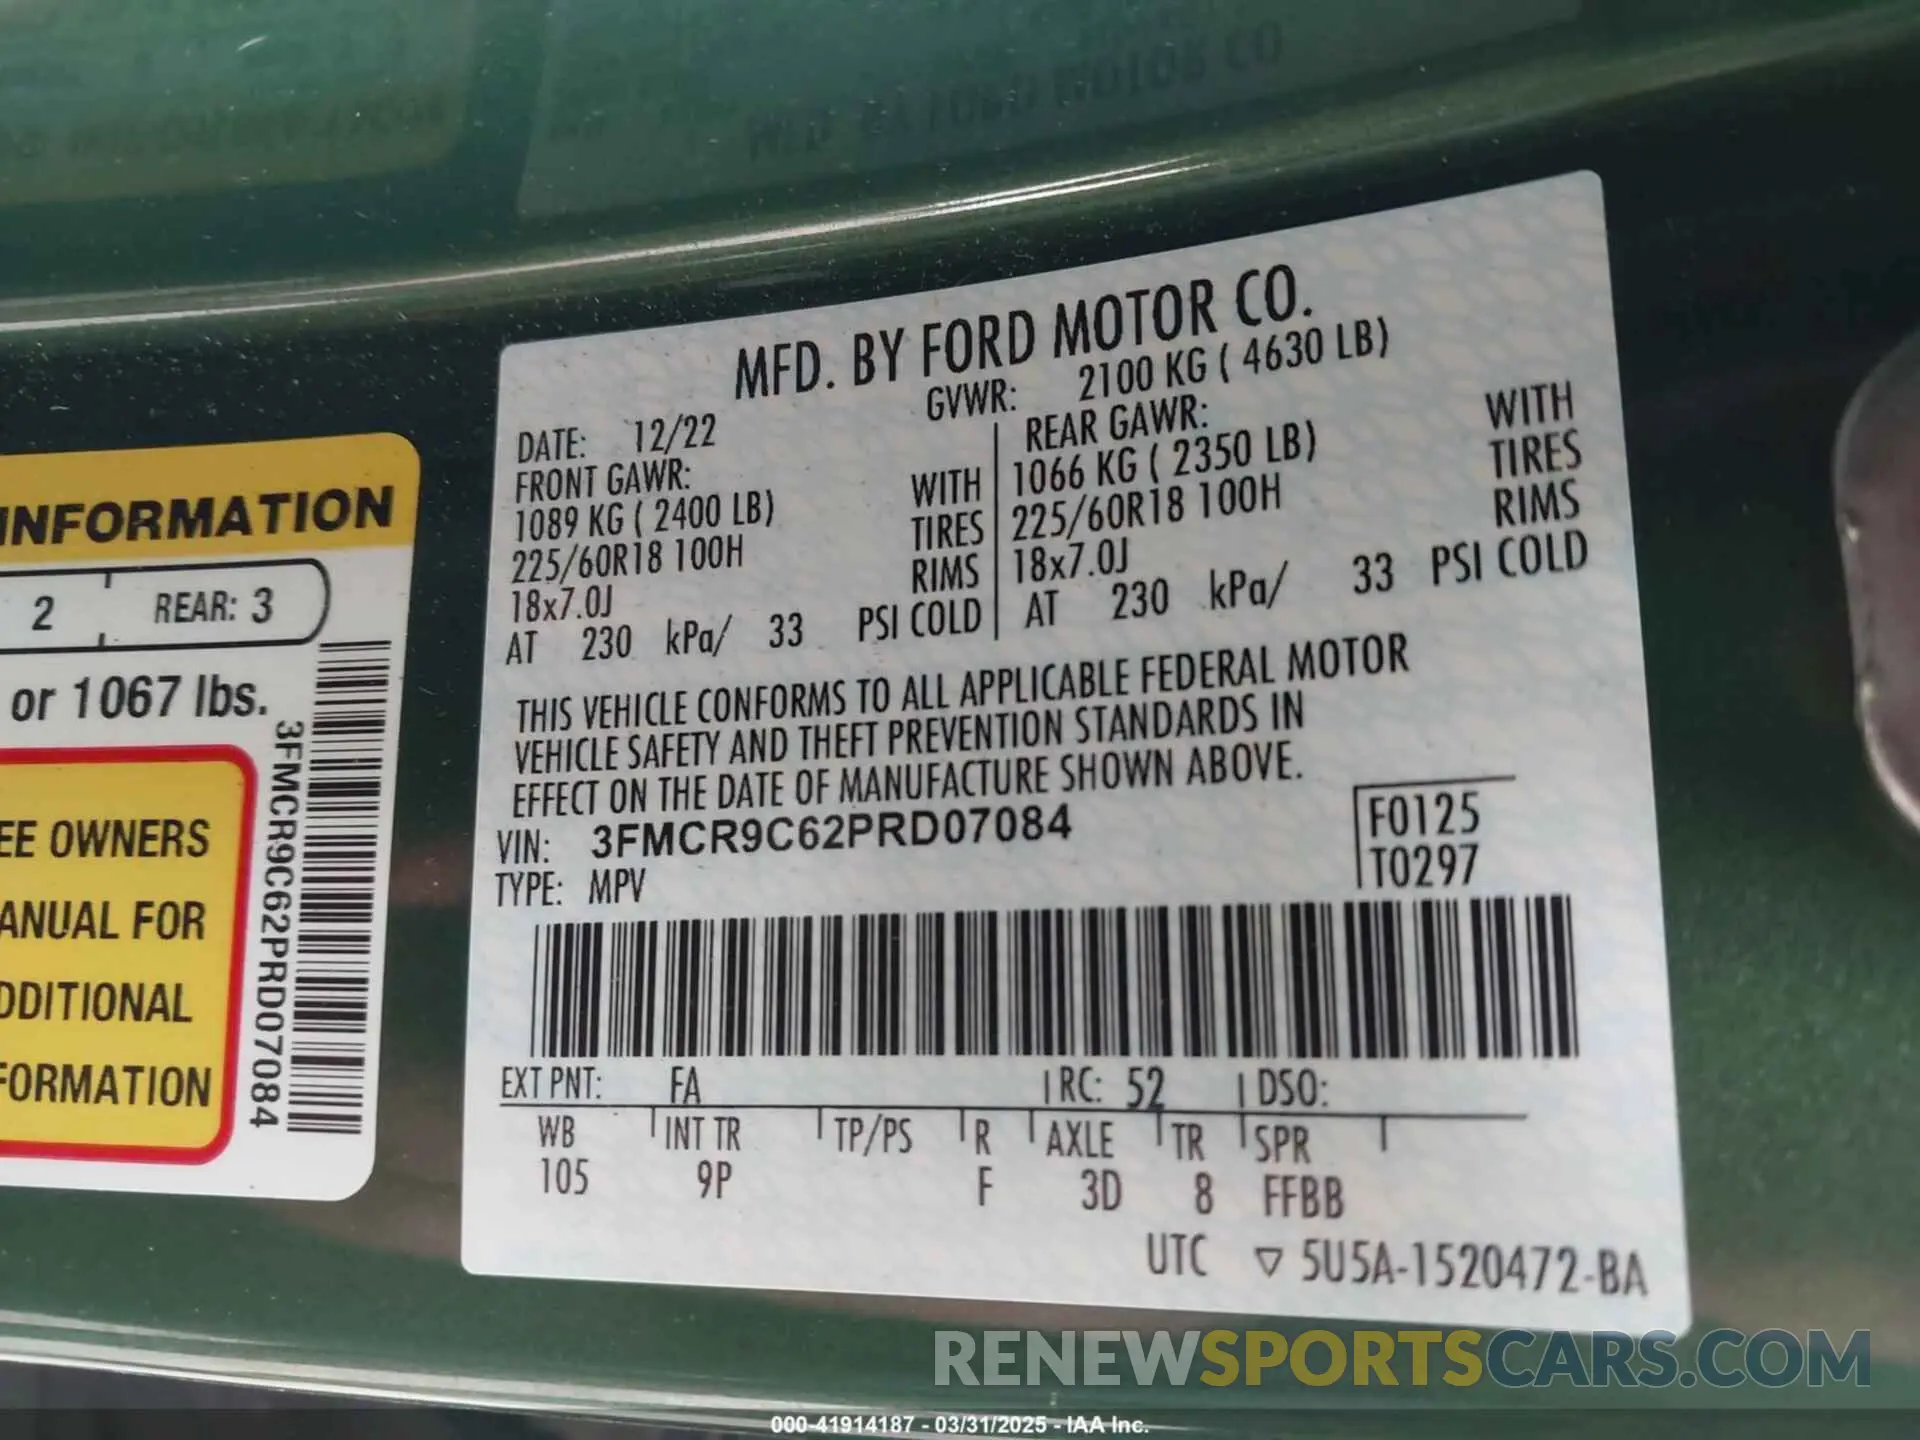 INFORMATION
2 REAR: 3
or 1067 lbs.
EE OWNERS
ANUAL FOR
DDITIONAL
FORMATION
3FMCR9C62PRD07084
MFD. BY FORD MOTOR CO.
DATE: 12/22 GVWR: 2100 KG ( 4630 LB)
FRONT GAWR: REAR GAWR:
1089 KG ( 2400 LB) WITH 1066 KG ( 2350 LB) WITH
225/60R18 100H TIRES 225/60R18 100H TIRES
18x7.0J RIMS 18x7.0J RIMS
AT 230 kPa/ 33 PSI COLD AT 230 kPa/ 33 PSI COLD
THIS VEHICLE CONFORMS TO ALL APPLICABLE FEDERAL MOTOR
VEHICLE SAFETY AND THEFT PREVENTION STANDARDS IN
EFFECT ON THE DATE OF MANUFACTURE SHOWN ABOVE.
VIN: 3FMCR9C62PRD07084 F0125
TYPE: MPV T0297
EXT PNT: FA RC: 52 DSO:
WB INT TR TP/PS R AXLE TR SPR
105 9P F 3D 8 FFBB
UTC ▽ 5U5A-1520472-BA
RENEWSPORTSCARS.COM
000-41914187 - 03/31/2025 - IAA Inc.